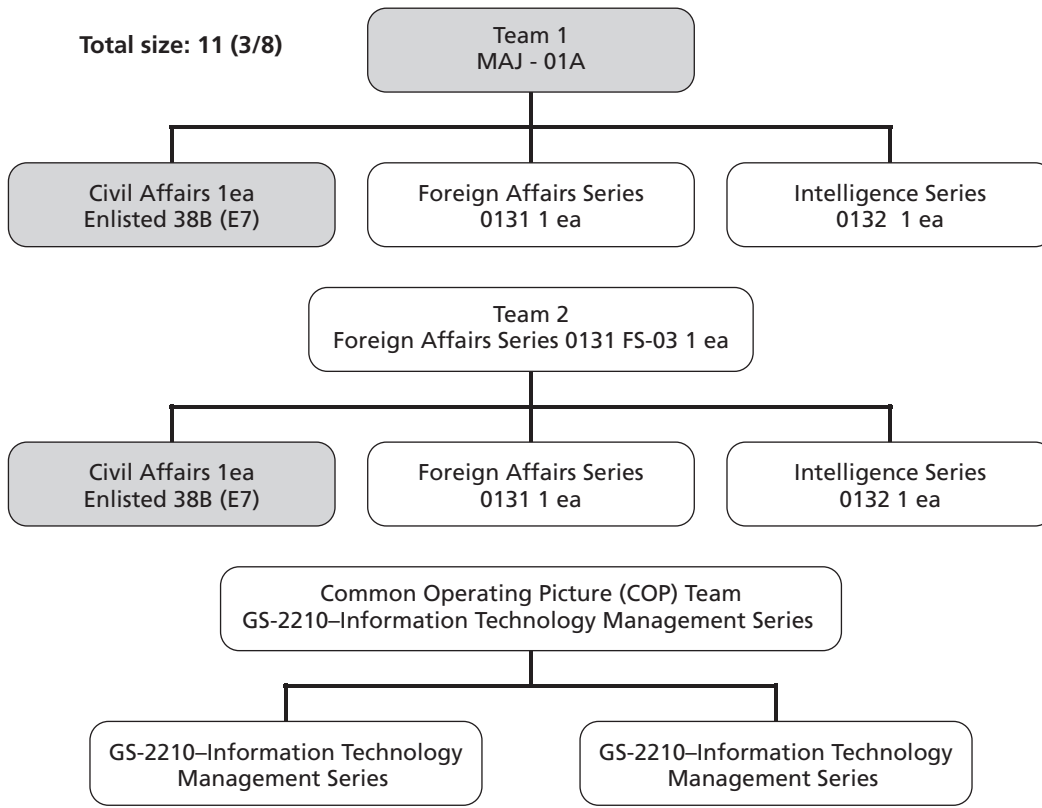 Total size: 11 (3/8)
Team 1
MAJ - 01A
Civil Affairs 1ea
Enlisted 38B (E7)
Foreign Affairs Series
0131 1 ea
Intelligence Series
0132 1 ea
Team 2
Foreign Affairs Series 0131 FS-03 1 ea
Civil Affairs 1ea
Enlisted 38B (E7)
Foreign Affairs Series
0131 1 ea
Intelligence Series
0132 1 ea
Common Operating Picture (COP) Team
GS-2210–Information Technology Management Series
GS-2210–Information Technology
Management Series
GS-2210–Information Technology
Management Series